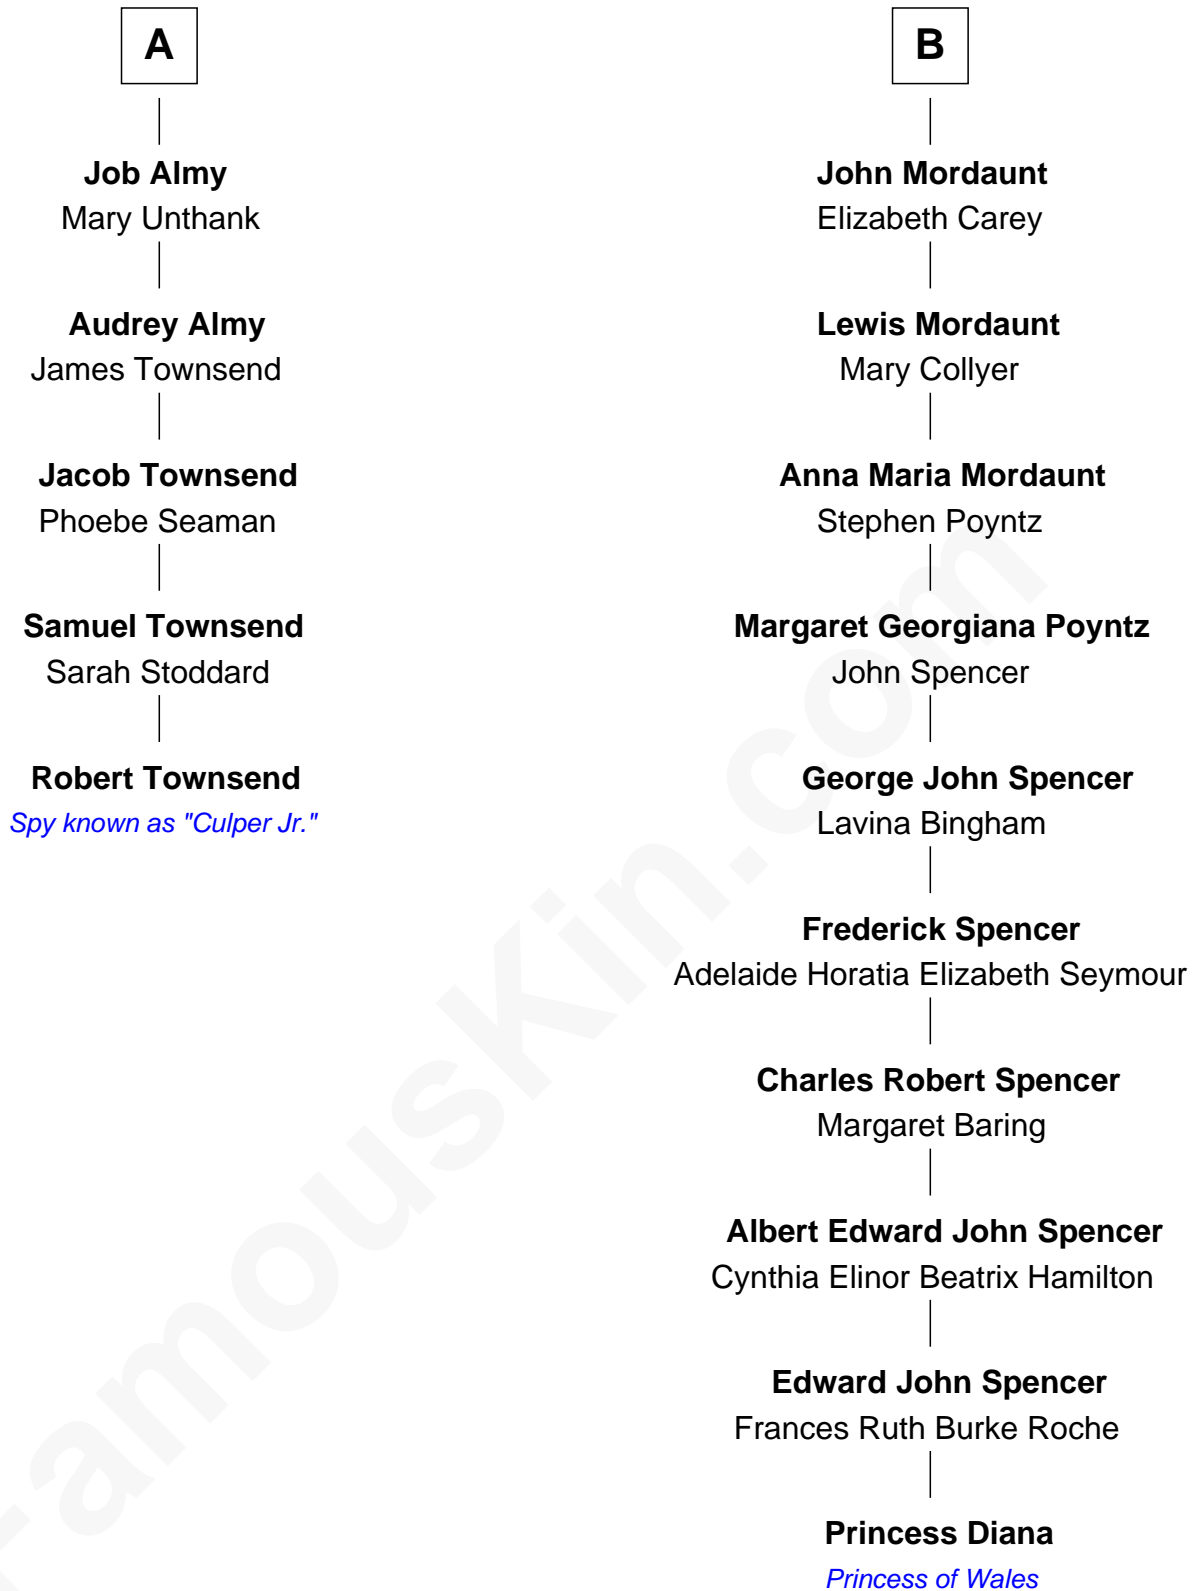 A
Job Almy
Mary Unthank
Audrey Almy
James Townsend
Jacob Townsend
Phoebe Seaman
Samuel Townsend
Sarah Stoddard
Robert Townsend
Spy known as "Culper Jr."
B
John Mordaunt
Elizabeth Carey
Lewis Mordaunt
Mary Collyer
Anna Maria Mordaunt
Stephen Poyntz
Margaret Georgiana Poyntz
John Spencer
George John Spencer
Lavina Bingham
Frederick Spencer
Adelaide Horatia Elizabeth Seymour
Charles Robert Spencer
Margaret Baring
Albert Edward John Spencer
Cynthia Elinor Beatrix Hamilton
Edward John Spencer
Frances Ruth Burke Roche
Princess Diana
Princess of Wales
FamousKin.com